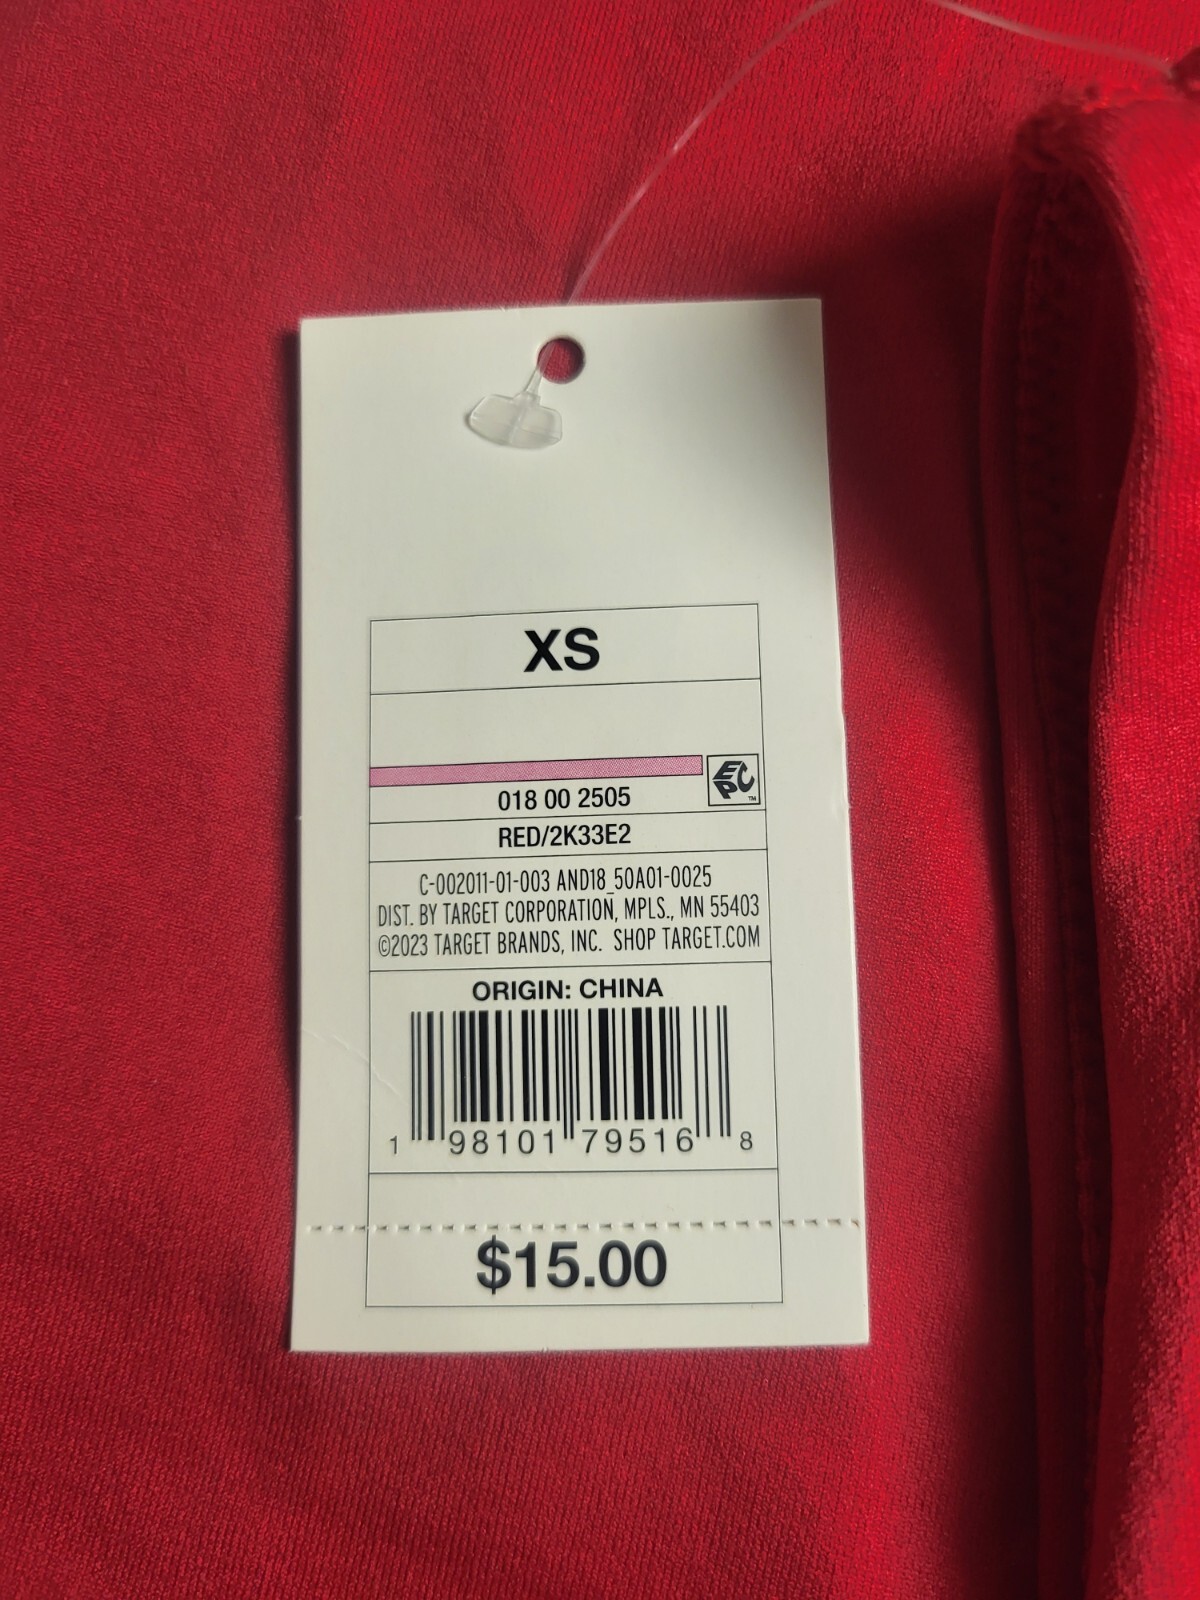 XS
EPC™
018 00 2505
RED/2K33E2
C-002011-01-003 AND18_50A01-0025
DIST. BY TARGET CORPORATION, MPLS., MN 55403
©2023 TARGET BRANDS, INC. SHOP TARGET.COM
ORIGIN: CHINA
1 98101 79516 8
$15.00